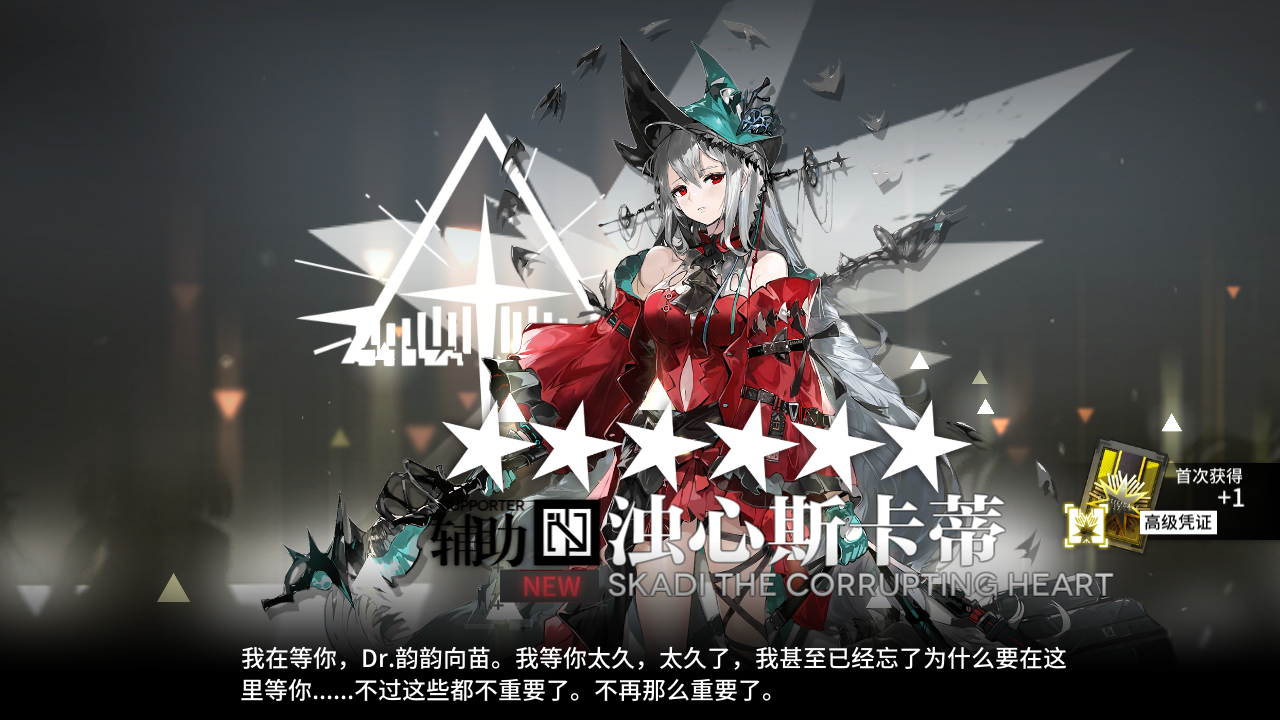 首次获得
+1
高级凭证
SUPPORTER
辅助
浊心斯卡蒂
NEW
SKADI THE CORRUPTING HEART
我在等你，Dr.韵韵向苗。我等你太久，太久了，我甚至已经忘了为什么要在这
里等你......不过这些都不重要了。不再那么重要了。